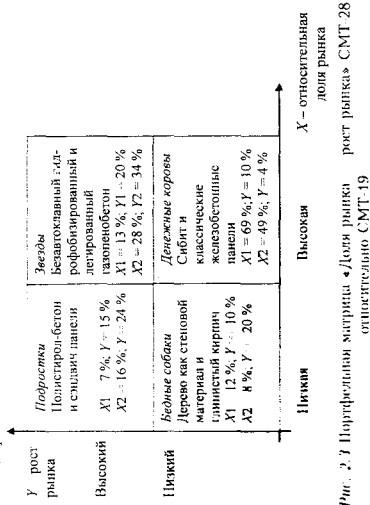 Y рост
рынка
Высокий
Низкий
Подростки
Полистирол-бетон
и сэндвич панели
X1 7 %; Y 15 %
X2 = 16 %; Y 24 %
Звезды
Безавтоклавный гид-
рофобизированный и
легированный
газопенобетон
X1 = 13 %; Y1 = 20 %
X2 = 28 %; Y2 = 34 %
Бедные собаки
Дерево как стеновой
материал и
глинистый кирпич
X1 12 %; Y 10 %
X2 8 %, Y 20 %
Денежные коровы
Сибит и
классические
железобетонные
панели
X1 = 69 %; Y = 10 %
X2 = 49 %; Y = 4 %
Низкая
Высокая
X – относительная
доля рынка
Рис. 2.3 Портфельная матрица «Доля рынка рост рынка» СМТ-28
относительно СМТ-19